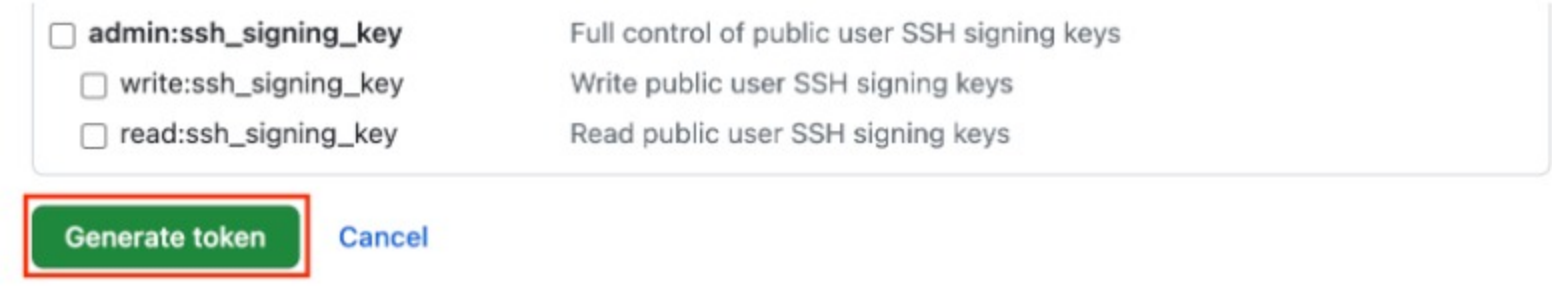 admin:ssh_signing_key Full control of public user SSH signing keys
write:ssh_signing_key Write public user SSH signing keys
read:ssh_signing_key Read public user SSH signing keys
Generate token Cancel